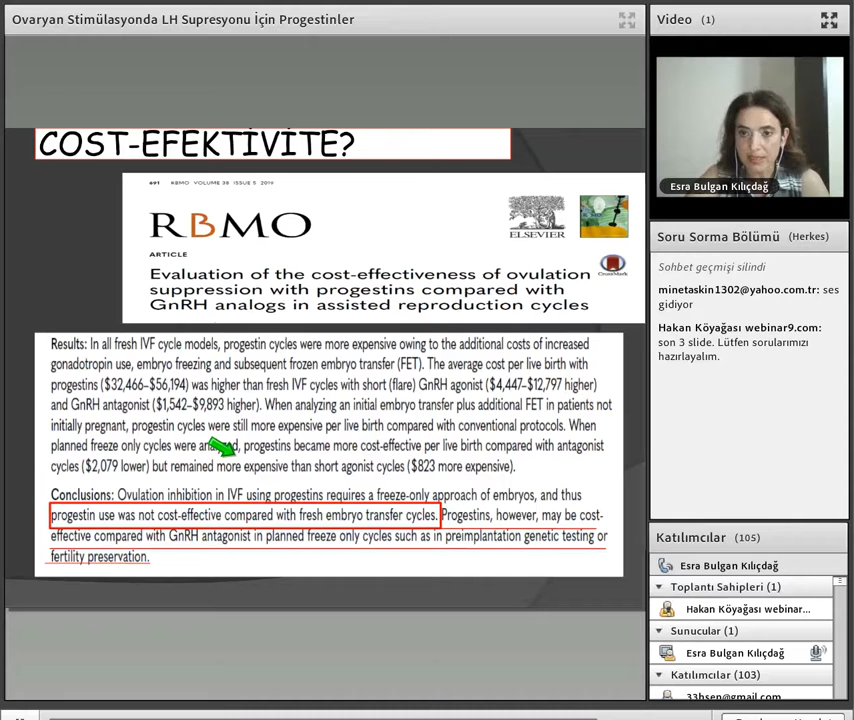 Ovaryan Stimülasyonda LH Supresyonu İçin Progestinler
COST-EFEKTİVİTE?
691 RBMO VOLUME 38 ISSUE 5 2019
RBMO
ELSEVIER
ARTICLE
CrossMark
Evaluation of the cost-effectiveness of ovulation
suppression with progestins compared with
GnRH analogs in assisted reproduction cycles
Results: In all fresh IVF cycle models, progestin cycles were more expensive owing to the additional costs of increased
gonadotropin use, embryo freezing and subsequent frozen embryo transfer (FET). The average cost per live birth with
progestins ($32,466–$56,194) was higher than fresh IVF cycles with short (flare) GnRH agonist ($4,447–$12,797 higher)
and GnRH antagonist ($1,542–$9,893 higher). When analyzing an initial embryo transfer plus additional FET in patients not
initially pregnant, progestin cycles were still more expensive per live birth compared with conventional protocols. When
planned freeze only cycles were analyzed, progestins became more cost-effective per live birth compared with antagonist
cycles ($2,079 lower) but remained more expensive than short agonist cycles ($823 more expensive).
Conclusions: Ovulation inhibition in IVF using progestins requires a freeze-only approach of embryos, and thus
progestin use was not cost-effective compared with fresh embryo transfer cycles. Progestins, however, may be cost-
effective compared with GnRH antagonist in planned freeze only cycles such as in preimplantation genetic testing or
fertility preservation.
Video (1)
Esra Bulgan Kılıçdağ
Soru Sorma Bölümü (Herkes)
Sohbet geçmişi silindi
minetaskin1302@yahoo.com.tr: ses
gidiyor
Hakan Köyağası webinar9.com:
son 3 slide. Lütfen sorularımızı
hazırlayalım.
Katılımcılar (105)
Esra Bulgan Kılıçdağ
Toplantı Sahipleri (1)
Hakan Köyağası webinar...
Sunucular (1)
Esra Bulgan Kılıçdağ
Katılımcılar (103)